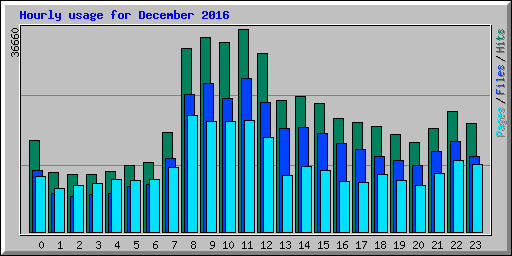 Hourly usage for December 2016
36660
Pages/Files/Hits
0 1 2 3 4 5 6 7 8 9 10 11 12 13 14 15 16 17 18 19 20 21 22 23